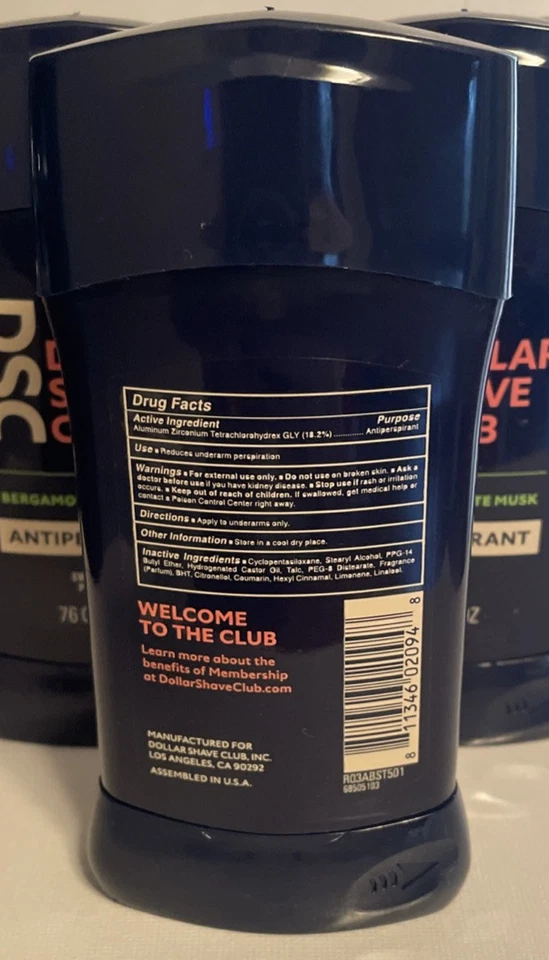 Drug Facts
Active Ingredient Purpose
Aluminum Zirconium Tetrachlorohydrex GLY (18.2%) ............ Antiperspirant
Use ■ Reduces underarm perspiration
Warnings ■ For external use only. ■ Do not use on broken skin. ■ Ask a
doctor before use if you have kidney disease. ■ Stop use if rash or irritation
occurs. ■ Keep out of reach of children. If swallowed, get medical help or
contact a Poison Control Center right away.
Directions ■ Apply to underarms only.
Other Information ■ Store in a cool dry place.
Inactive Ingredients ■ Cyclopentasiloxane, Stearyl Alcohol, PPG-14
Butyl Ether, Hydrogenated Castor Oil, Talc, PEG-8 Distearate, Fragrance
(Parfum), BHT, Citronellol, Coumarin, Hexyl Cinnamal, Limonene, Linalool.
WELCOME
TO THE CLUB
Learn more about the
benefits of Membership
at DollarShaveClub.com
MANUFACTURED FOR
DOLLAR SHAVE CLUB, INC.
LOS ANGELES, CA 90292
ASSEMBLED IN U.S.A.
8 11346 02094 8
R03ABST501
68505103
DSC
D
S
C
BERGAMO
ANTIPE
76
LAR
VE
B
TE MUSK
RANT
OZ